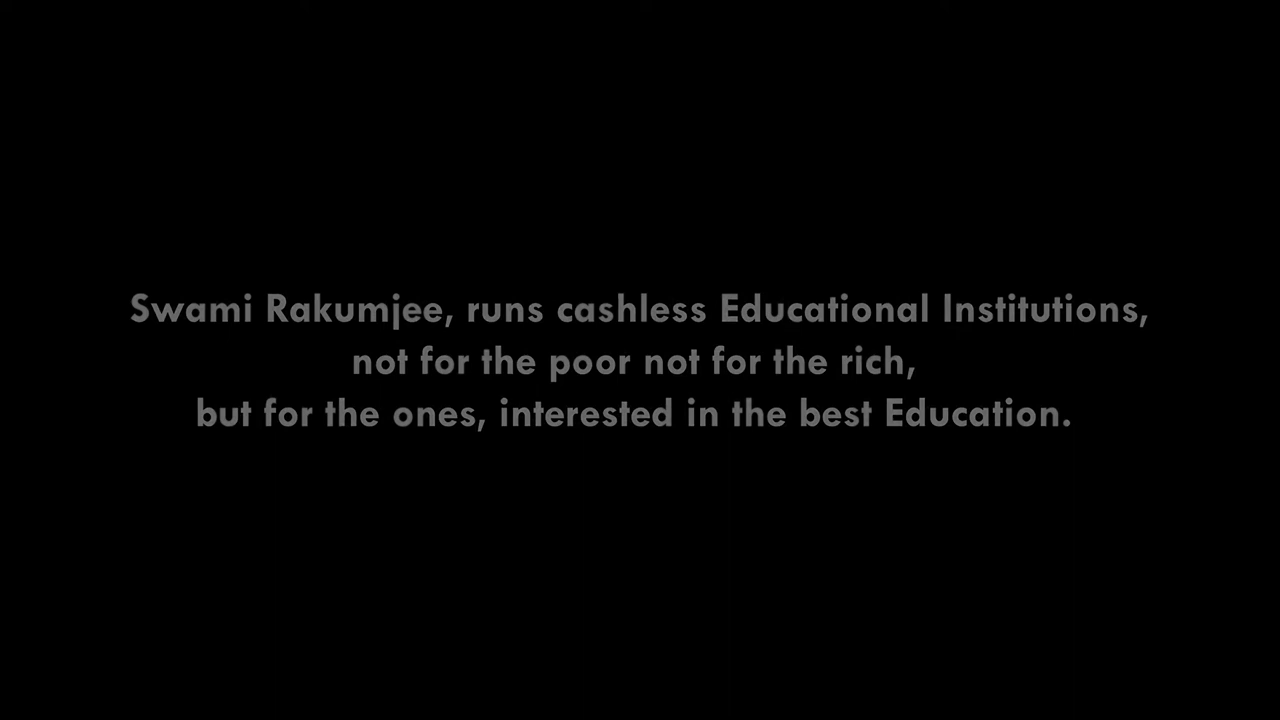 Swami Rakumjee, runs cashless Educational Institutions,
not for the poor not for the rich,
but for the ones, interested in the best Education.